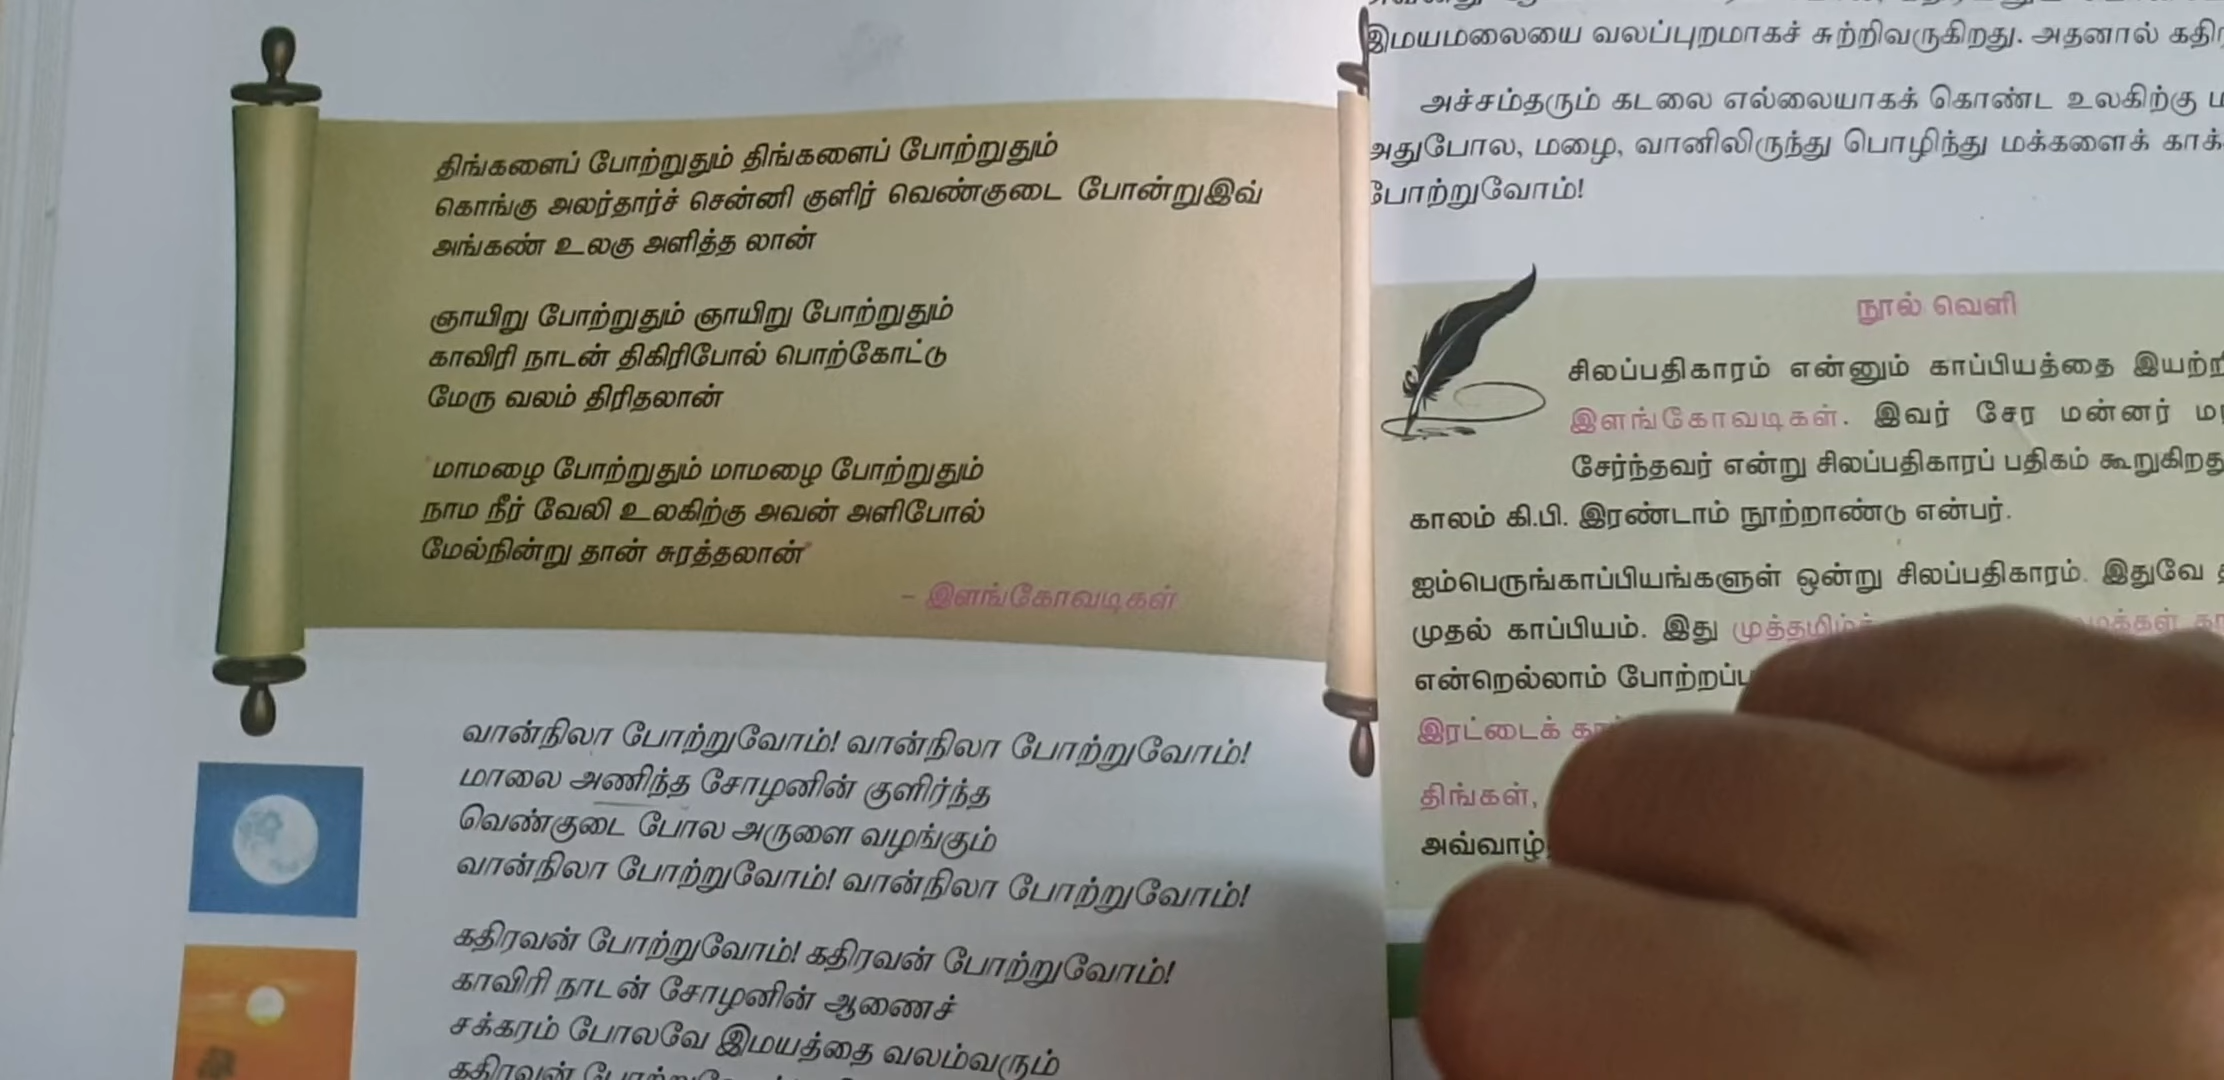 திங்களைப் போற்றுதும் திங்களைப் போற்றுதும்
கொங்கு அலர்தார்ச் சென்னி குளிர் வெண்குடை போன்றுஇவ்
அங்கண் உலகு அளித்த லான்
ஞாயிறு போற்றுதும் ஞாயிறு போற்றுதும்
காவிரி நாடன் திகிரிபோல் பொற்கோட்டு
மேரு வலம் திரிதலான்
மாமழை போற்றுதும் மாமழை போற்றுதும்
நாம நீர் வேலி உலகிற்கு அவன் அளிபோல்
மேல்நின்று தான் சுரத்தலான்
– இளங்கோவடிகள்
வான்நிலா போற்றுவோம்! வான்நிலா போற்றுவோம்!
மாலை அணிந்த சோழனின் குளிர்ந்த
வெண்குடை போல அருளை வழங்கும்
வான்நிலா போற்றுவோம்! வான்நிலா போற்றுவோம்!
கதிரவன் போற்றுவோம்! கதிரவன் போற்றுவோம்!
காவிரி நாடன் சோழனின் ஆணைச்
சக்கரம் போலவே இமயத்தை வலம்வரும்
இமயமலையை வலப்புறமாகச் சுற்றிவருகிறது. அதனால்
அச்சம்தரும் கடலை எல்லையாகக் கொண்ட உலகிற்கு
அதுபோல, மழை, வானிலிருந்து பொழிந்து மக்களைக்
போற்றுவோம்!
நூல் வெளி
சிலப்பதிகாரம் என்னும் காப்பியத்தை
இளங்கோவடிகள். இவர் சேர மன்னர்
சேர்ந்தவர் என்று சிலப்பதிகாரப் பதிகம்
காலம் கி.பி. இரண்டாம் நூற்றாண்டு என்பர்.
ஐம்பெருங்காப்பியங்களுள் ஒன்று சிலப்பதிகாரம். இதுவே
முதல் காப்பியம். இது
என்றெல்லாம்
இரட்டைக்
திங்கள்,